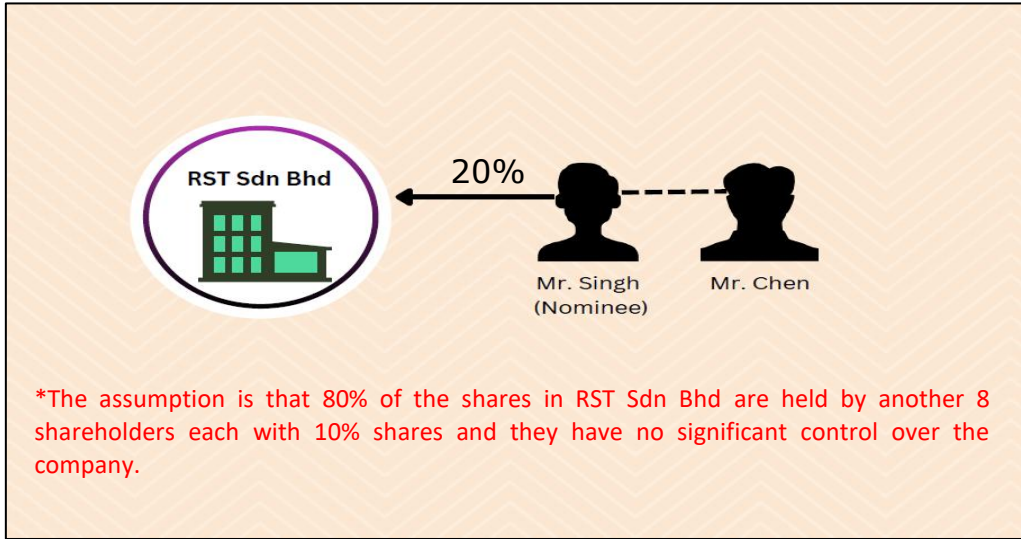 RST Sdn Bhd
20%
Mr. Singh
(Nominee)
Mr. Chen
*The assumption is that 80% of the shares in RST Sdn Bhd are held by another 8
shareholders each with 10% shares and they have no significant control over the
company.